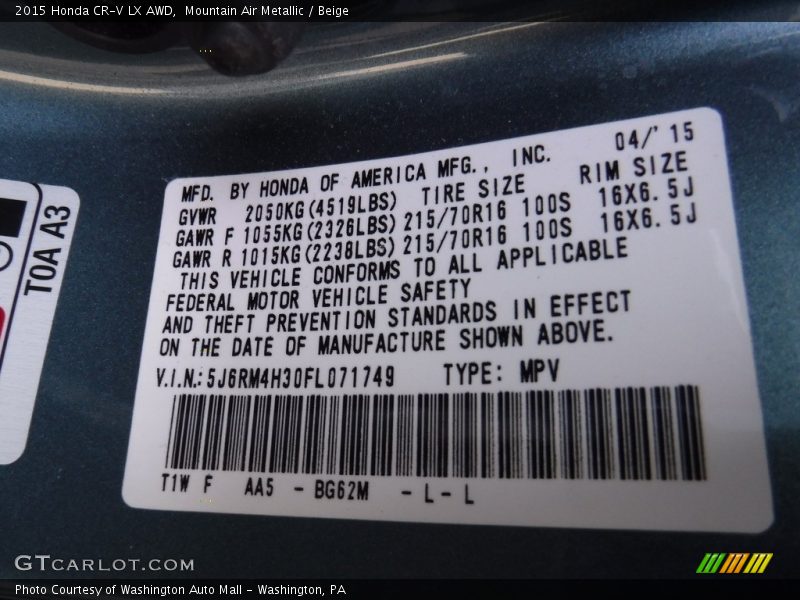 2015 Honda CR-V LX AWD,  Mountain Air Metallic / Beige
T0A A3
MFD. BY HONDA OF AMERICA MFG., INC. 04/'15
GVWR 2050KG(4519LBS) TIRE SIZE RIM SIZE
GAWR F 1055KG(2326LBS) 215/70R16 100S 16X6.5J
GAWR R 1015KG(2238LBS) 215/70R16 100S 16X6.5J
THIS VEHICLE CONFORMS TO ALL APPLICABLE
FEDERAL MOTOR VEHICLE SAFETY
AND THEFT PREVENTION STANDARDS IN EFFECT
ON THE DATE OF MANUFACTURE SHOWN ABOVE.
V.I.N.: 5J6RM4H30FL071749 TYPE: MPV
T1W F AA5 - BG62M - L - L
GTCARLOT.COM
Photo Courtesy of Washington Auto Mall - Washington, PA